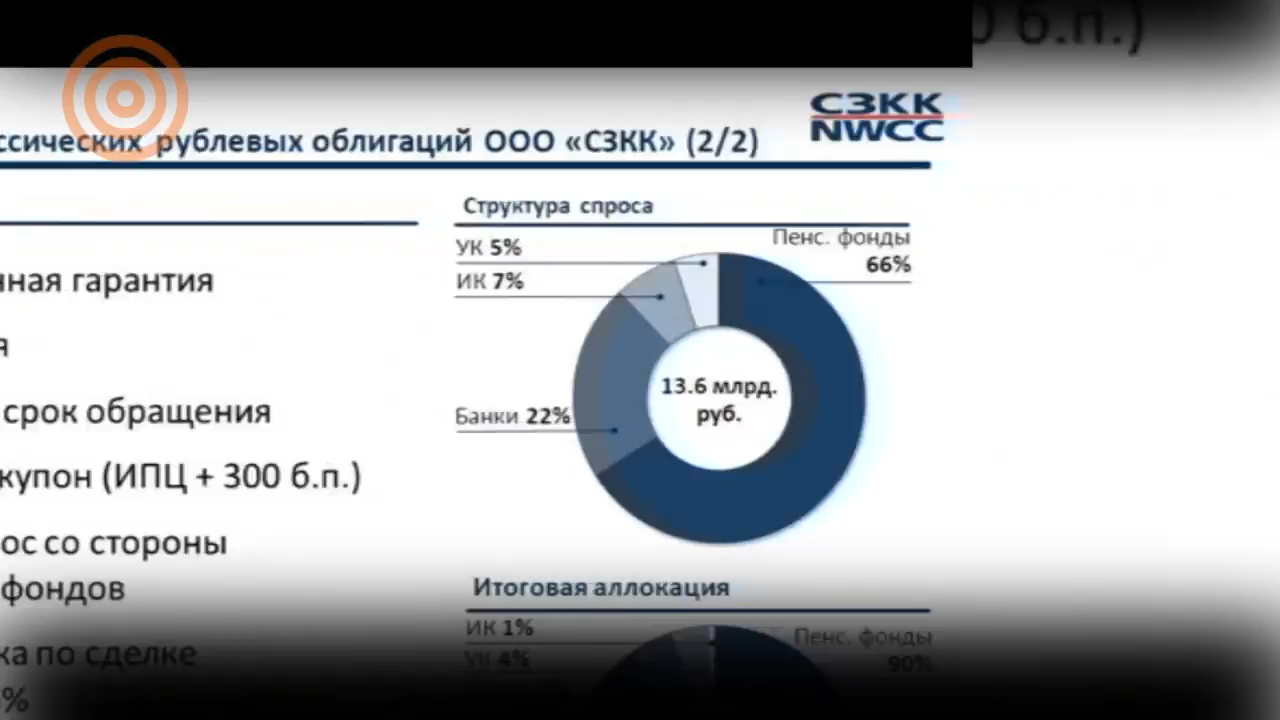 0 б.п.)
СЗКК
NWCC
ссических рублевых облигаций ООО «СЗКК» (2/2)
нная гарантия
я
срок обращения
купон (ИПЦ + 300 б.п.)
ос со стороны
фондов
ка по сделке
%
Структура спроса
УК 5%
ИК 7%
Пенс. фонды
66%
Банки 22%
13.6 млрд.
руб.
Итоговая аллокация
ИК 1%
УК 4%
Пенс. фонды
90%